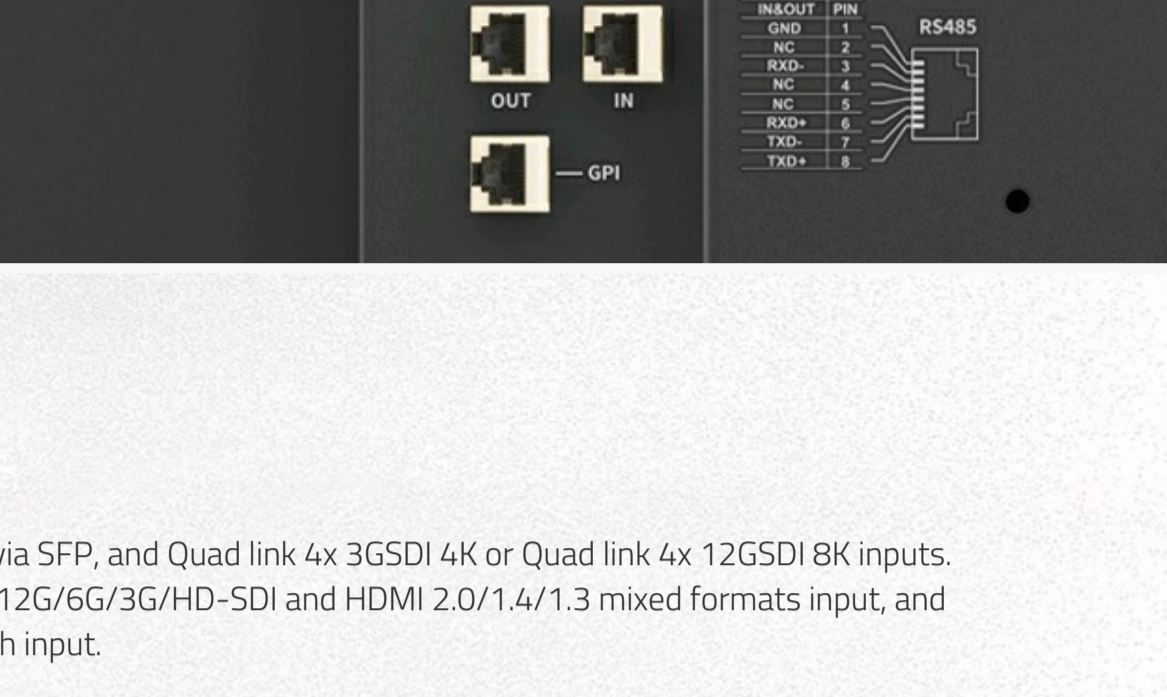 IN&OUT PIN
GND 1
NC 2
RXD- 3
NC 4
NC 5
RXD+ 6
TXD- 7
TXD+ 8
RS485
OUT IN
GPI
via SFP, and Quad link 4x 3GSDI 4K or Quad link 4x 12GSDI 8K inputs.
12G/6G/3G/HD-SDI and HDMI 2.0/1.4/1.3 mixed formats input, and
h input.